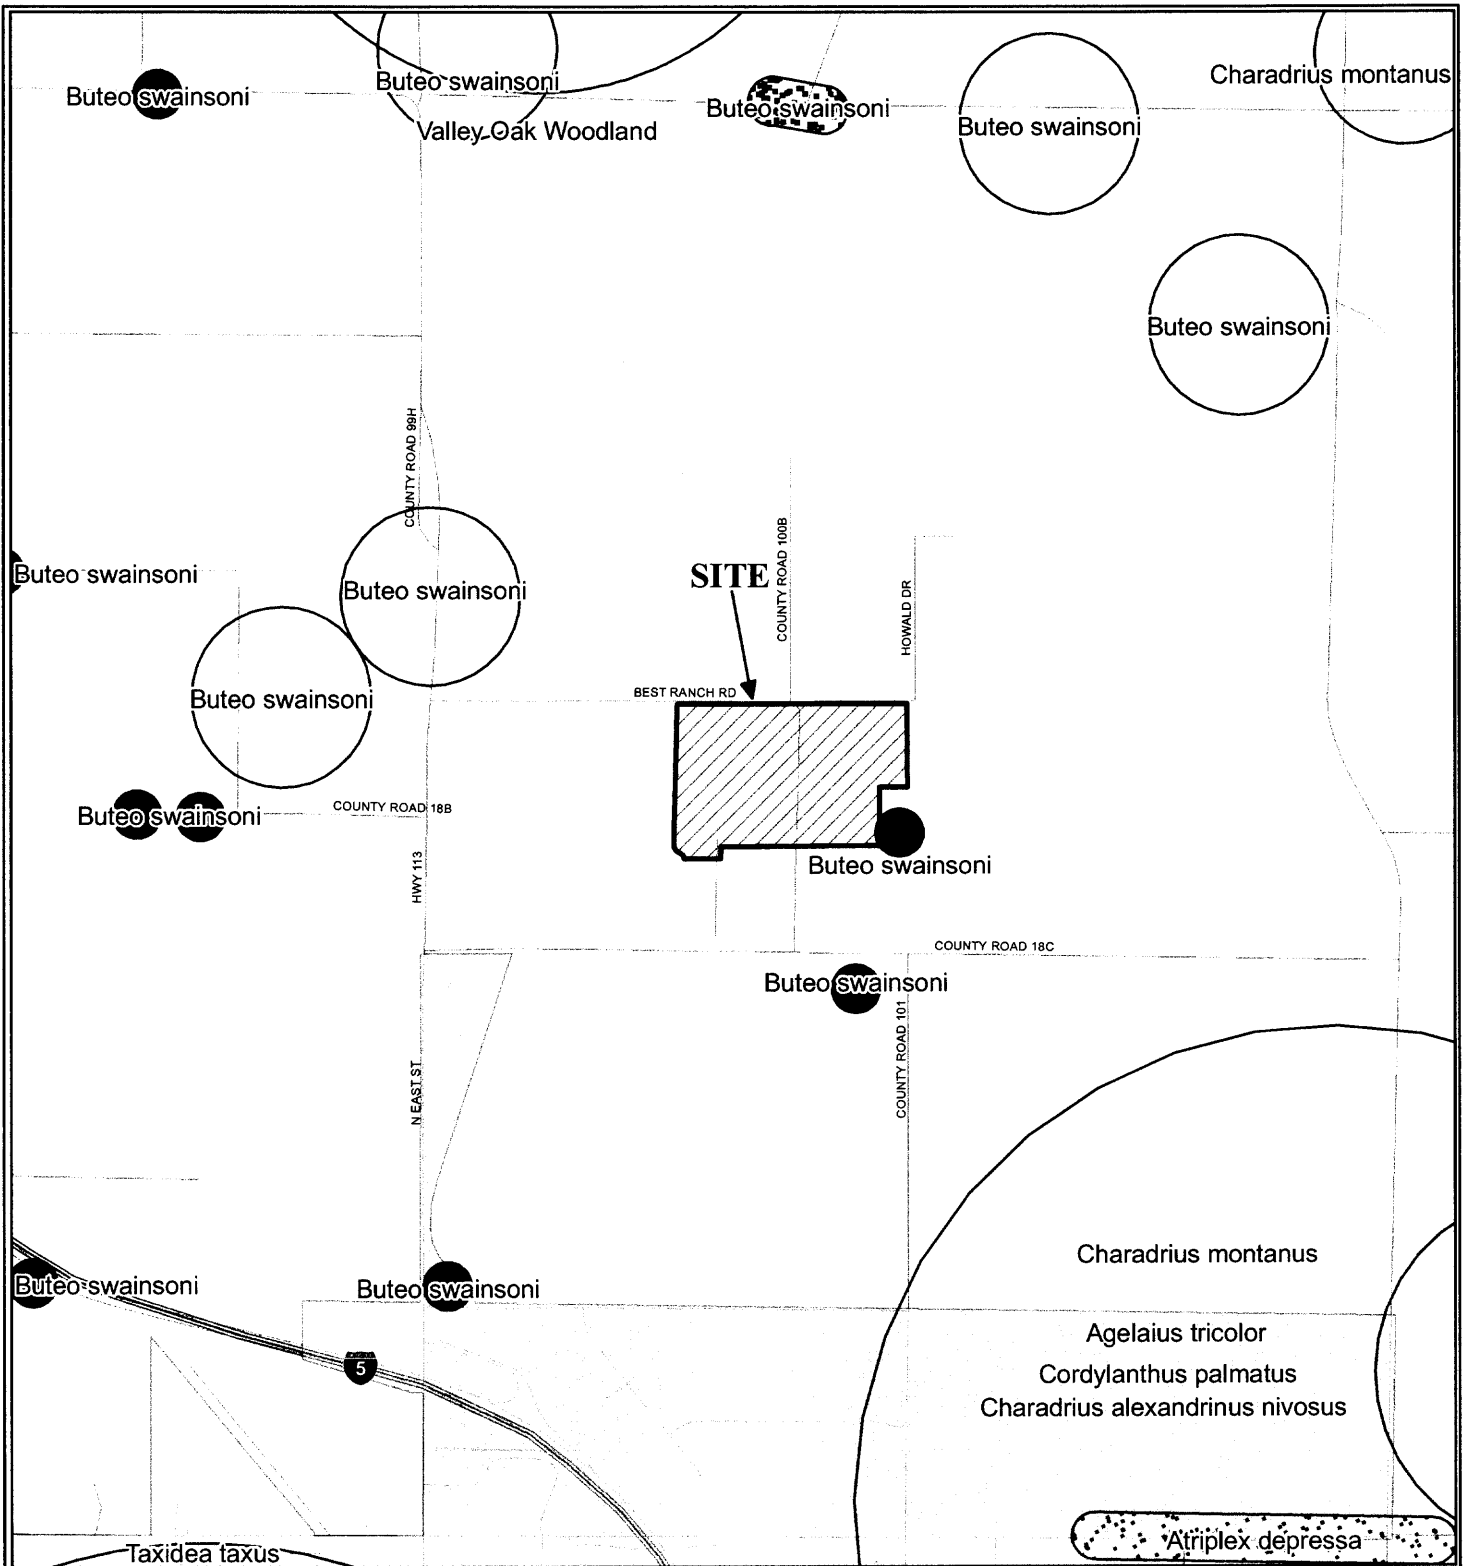 Charadrius montanus
Buteo swainsoni
Buteo swainsoni
Buteo swainsoni
Buteo swainsoni
Valley Oak Woodland
Buteo swainsoni
COUNTY ROAD 99H
COUNTY ROAD 100B
SITE
Buteo swainsoni
Buteo swainsoni
HOWALD DR
BEST RANCH RD
Buteo swainsoni
COUNTY ROAD 18B
Buteo swainsoni
HWY 113
Buteo swainsoni
COUNTY ROAD 18C
Buteo swainsoni
COUNTY ROAD 101
N EAST ST
Charadrius montanus
Buteo swainsoni
Buteo swainsoni
Agelaius tricolor
5
Cordylanthus palmatus
Charadrius alexandrinus nivosus
Atriplex depressa
Taxidea taxus